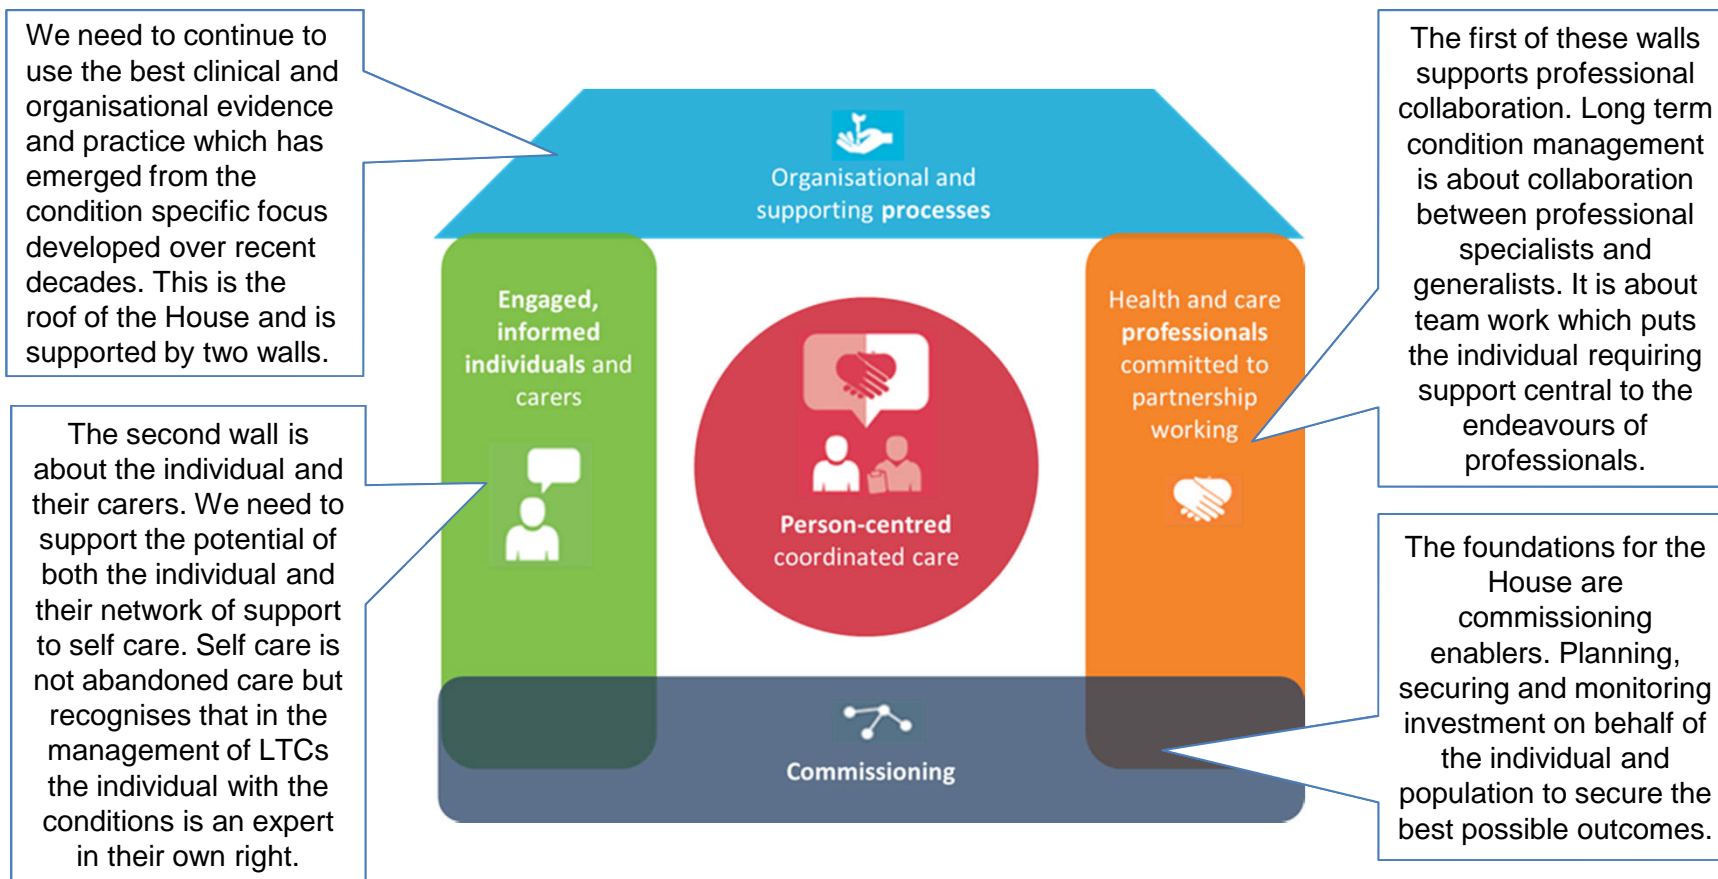 We need to continue to
use the best clinical and
organisational evidence
and practice which has
emerged from the
condition specific focus
developed over recent
decades. This is the
roof of the House and is
supported by two walls.
The second wall is
about the individual and
their carers. We need to
support the potential of
both the individual and
their network of support
to self care. Self care is
not abandoned care but
recognises that in the
management of LTCs
the individual with the
conditions is an expert
in their own right.
Organisational and
supporting processes
Engaged,
informed
individuals and
carers
Person-centred
coordinated care
Health and care
professionals
committed to
partnership
working
Commissioning
The first of these walls
supports professional
collaboration. Long term
condition management
is about collaboration
between professional
specialists and
generalists. It is about
team work which puts
the individual requiring
support central to the
endeavours of
professionals.
The foundations for the
House are
commissioning
enablers. Planning,
securing and monitoring
investment on behalf of
the individual and
population to secure the
best possible outcomes.